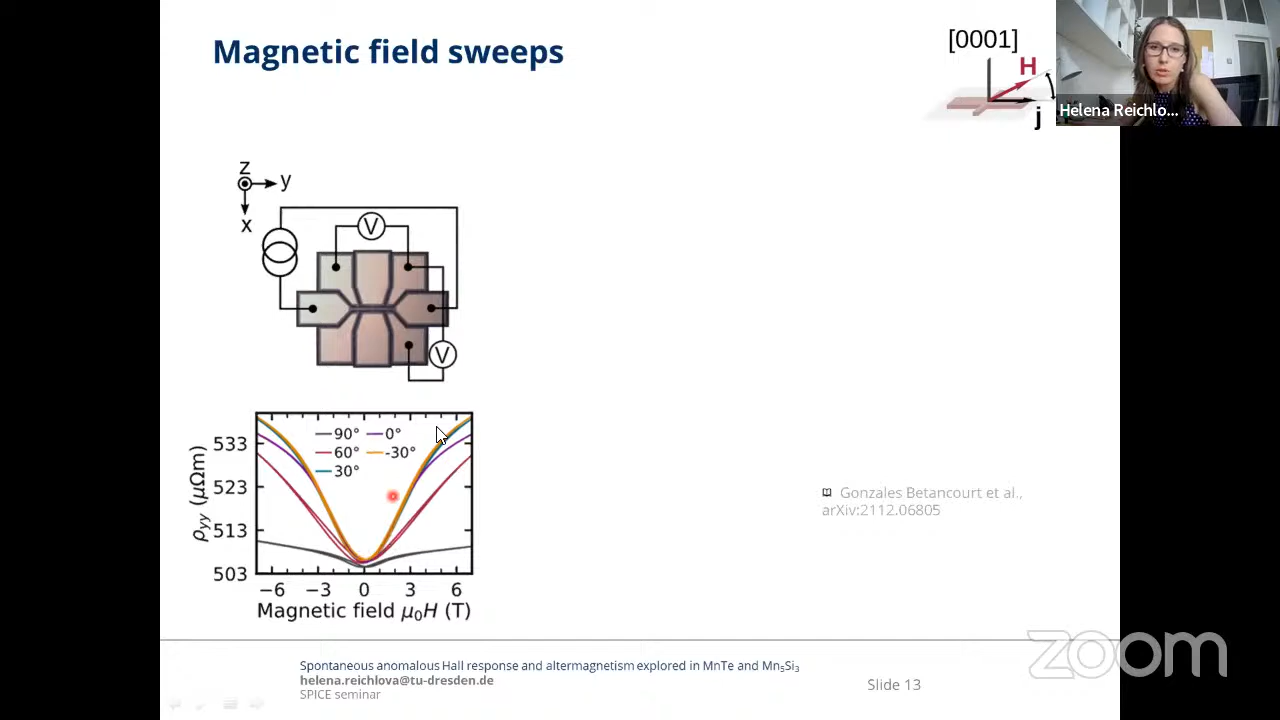 Magnetic field sweeps
[0001]
H
j
Helena Reichlo...
z
y
x
V
V
90° 0°
60° -30°
30°
ρyy (μΩm)
533
523
513
503
−6 −3 0 3 6
Magnetic field μ₀H (T)
Gonzales Betancourt et al.,
arXiv:2112.06805
Spontaneous anomalous Hall response and altermagnetism explored in MnTe and Mn₅Si₃
helena.reichlova@tu-dresden.de
SPICE seminar
Slide 13
zoom